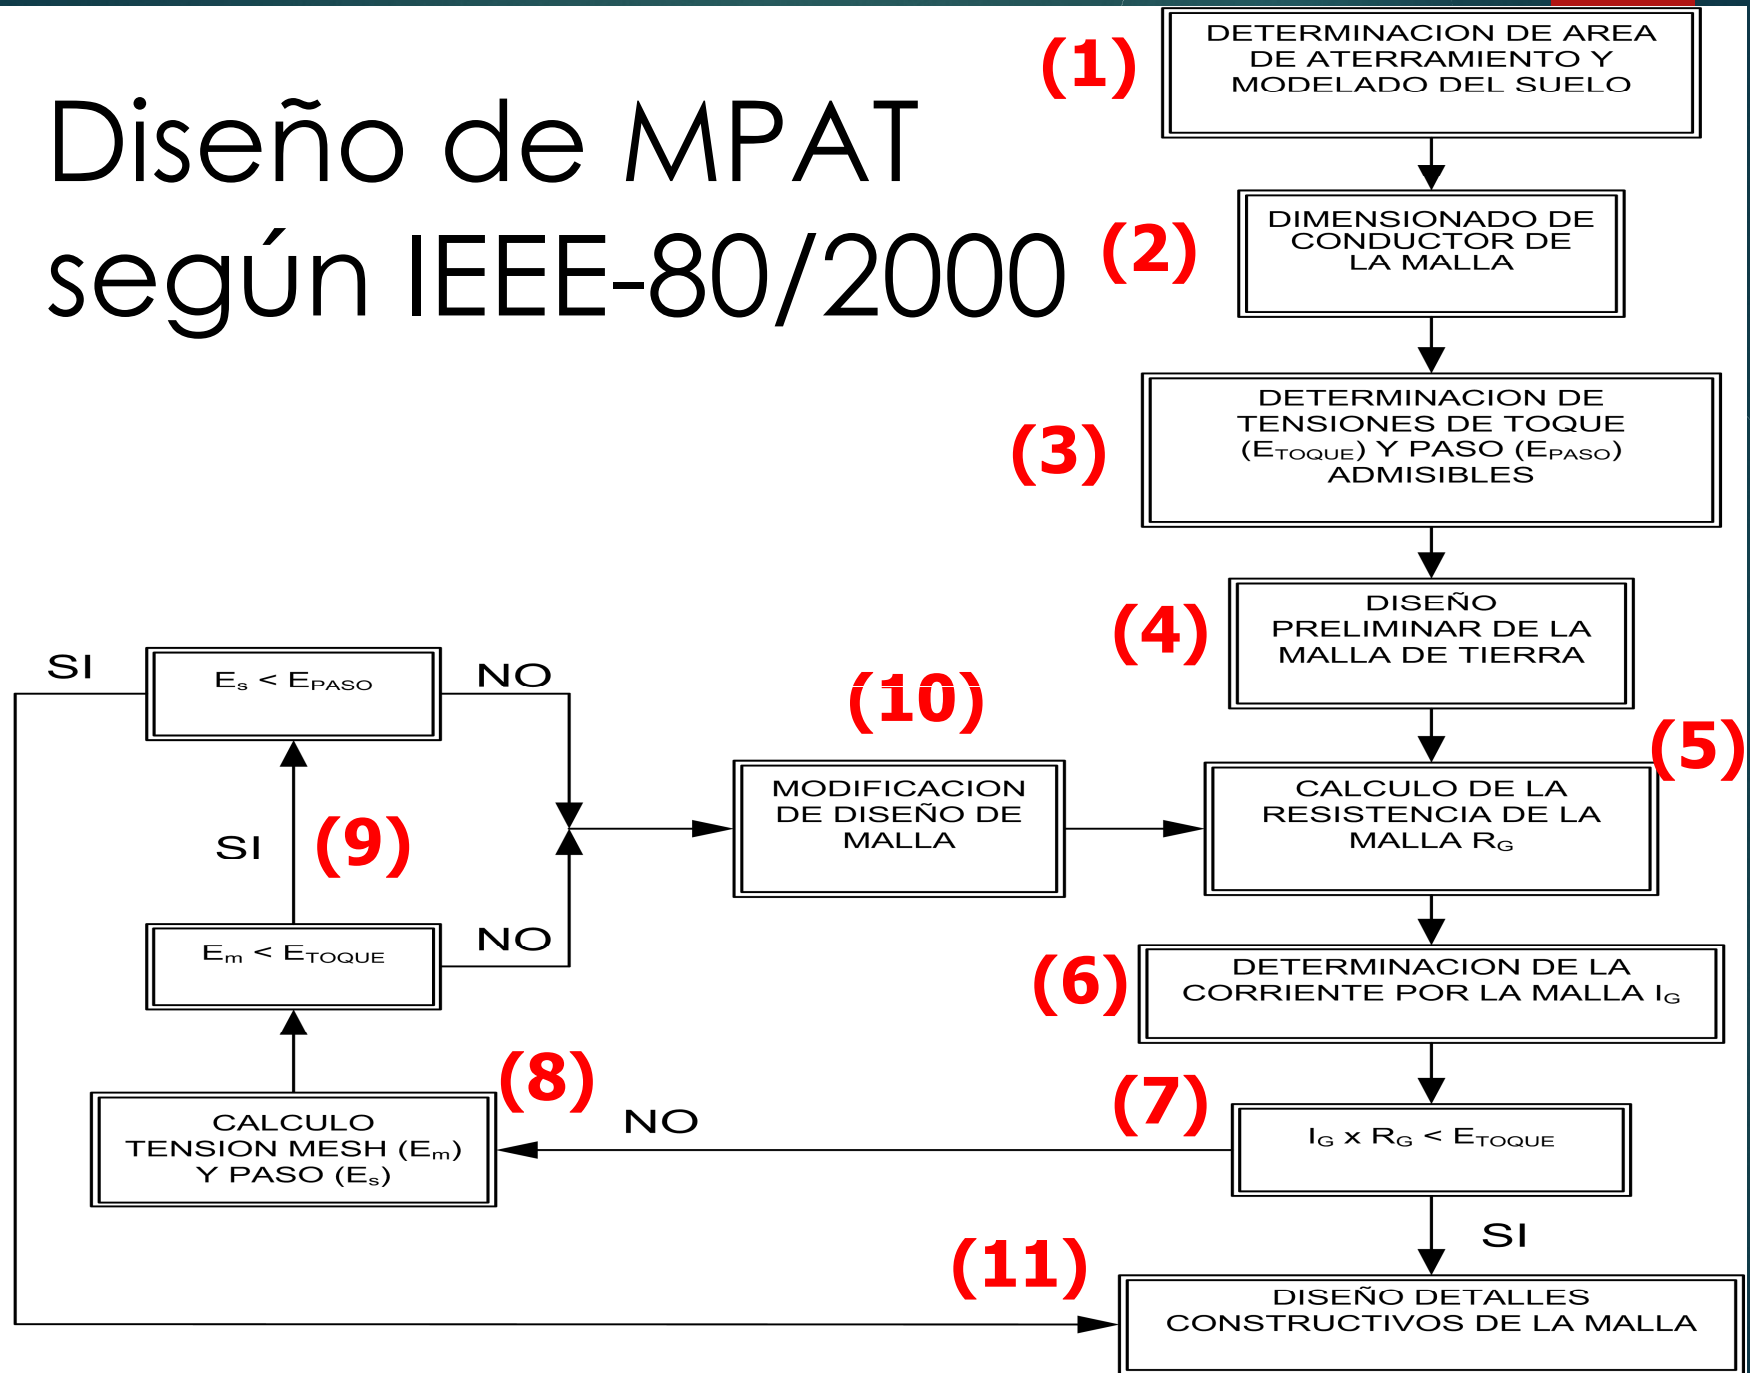 Diseño de MPAT
según IEEE-80/2000
(1)
DETERMINACION DE AREA
DE ATERRAMIENTO Y
MODELADO DEL SUELO
(2)
DIMENSIONADO DE
CONDUCTOR DE
LA MALLA
(3)
DETERMINACION DE
TENSIONES DE TOQUE
(ETOQUE) Y PASO (EPASO)
ADMISIBLES
(4)
DISEÑO
PRELIMINAR DE LA
MALLA DE TIERRA
(5)
CALCULO DE LA
RESISTENCIA DE LA
MALLA RG
(6)
DETERMINACION DE LA
CORRIENTE POR LA MALLA IG
(7)
IG x RG < ETOQUE
NO
SI
(8)
CALCULO
TENSION MESH (Em)
Y PASO (Es)
Em < ETOQUE
NO
SI
(9)
Es < EPASO
SI
NO
(10)
MODIFICACION
DE DISEÑO DE
MALLA
(11)
DISEÑO DETALLES
CONSTRUCTIVOS DE LA MALLA